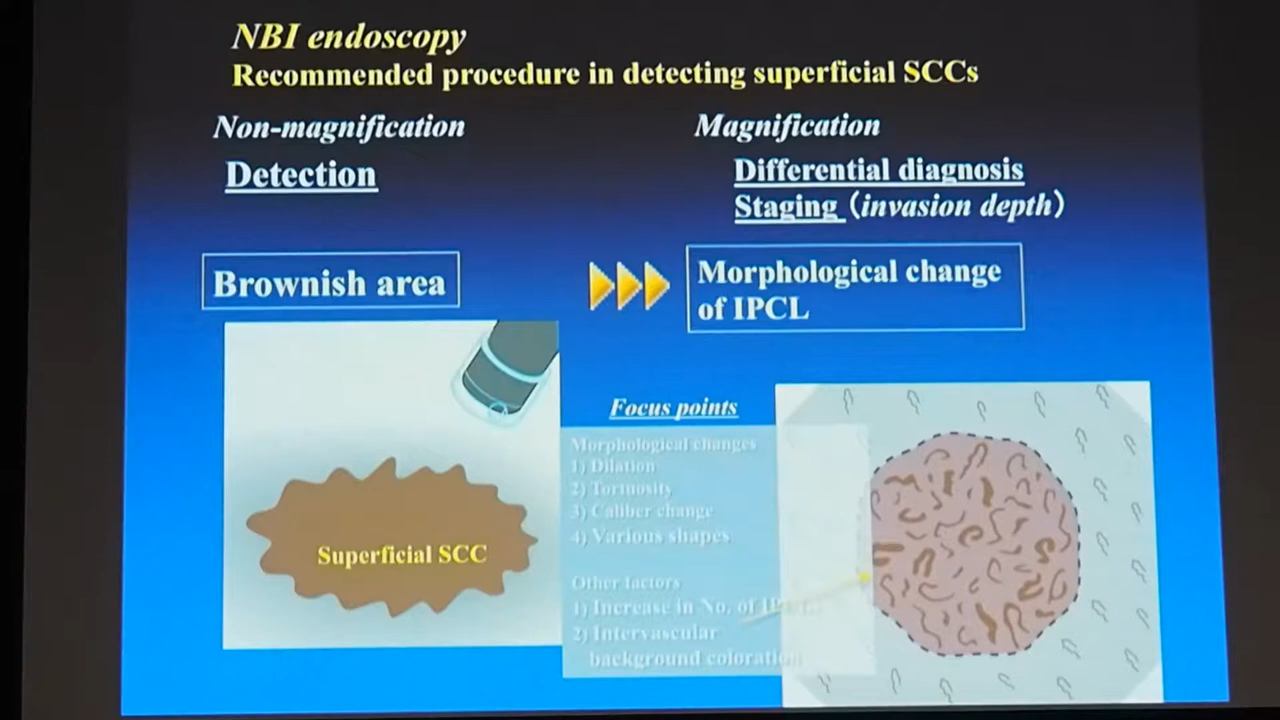 NBI endoscopy
Recommended procedure in detecting superficial SCCs
Non-magnification
Detection
Brownish area
Superficial SCC
Magnification
Differential diagnosis
Staging (invasion depth)
Morphological change
of IPCL
Focus points
Morphological changes
1) Dilation
2) Tortuosity
3) Caliber change
4) Various shapes
Other factors
1) Increase in No. of
2) Intervascular
background coloration